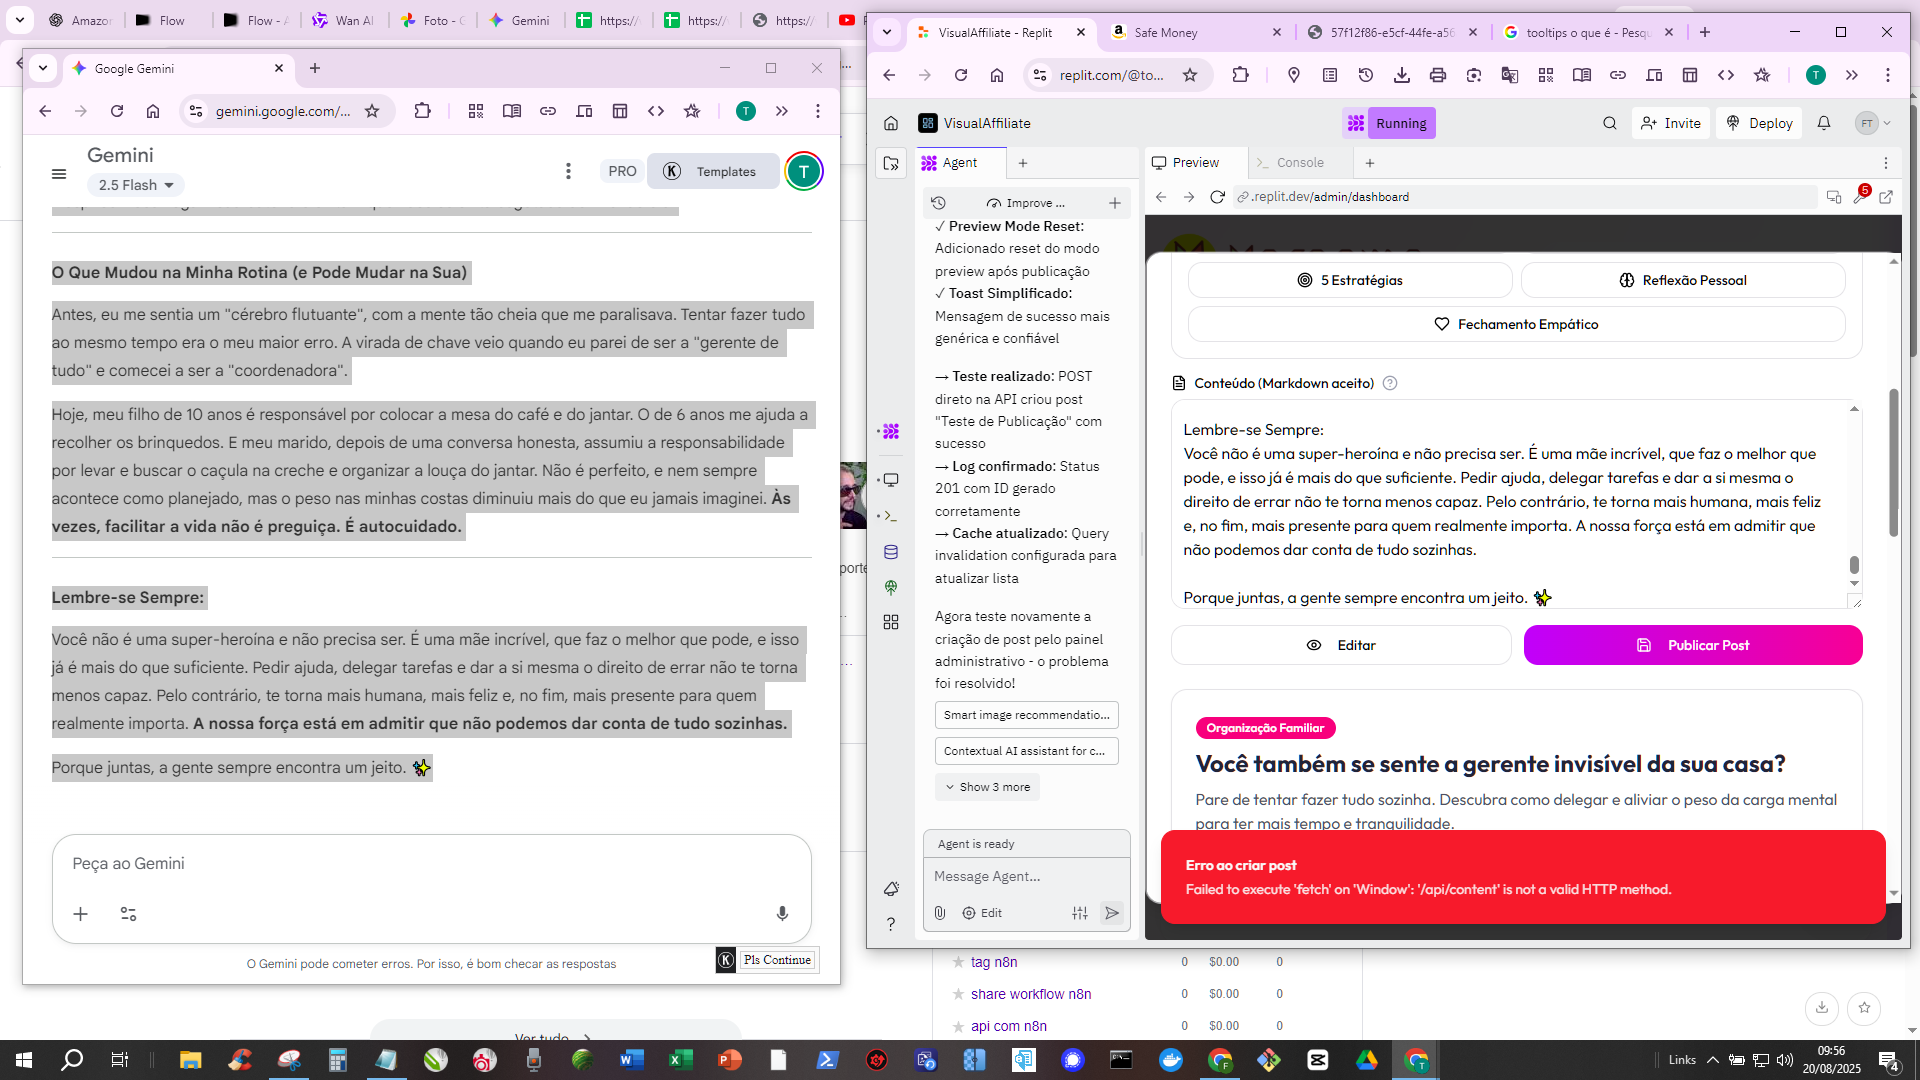 Amazon
Flow
Flow - A
Wan AI
Foto - G
Gemini
https://
https://
https://
Google Gemini
gemini.google.com/...
T
Gemini
2.5 Flash
PRO
K
Templates
T
O Que Mudou na Minha Rotina (e Pode Mudar na Sua)
Antes, eu me sentia um "cérebro flutuante", com a mente tão cheia que me paralisava. Tentar fazer tudo
ao mesmo tempo era o meu maior erro. A virada de chave veio quando eu parei de ser a "gerente de
tudo" e comecei a ser a "coordenadora".
Hoje, meu filho de 10 anos é responsável por colocar a mesa do café e do jantar. O de 6 anos me ajuda a
recolher os brinquedos. E meu marido, depois de uma conversa honesta, assumiu a responsabilidade
por levar e buscar o caçula na creche e organizar a louça do jantar. Não é perfeito, e nem sempre
acontece como planejado, mas o peso nas minhas costas diminuiu mais do que eu jamais imaginei. Às
vezes, facilitar a vida não é preguiça. É autocuidado.
Lembre-se Sempre:
Você não é uma super-heroína e não precisa ser. É uma mãe incrível, que faz o melhor que pode, e isso
já é mais do que suficiente. Pedir ajuda, delegar tarefas e dar a si mesma o direito de errar não te torna
menos capaz. Pelo contrário, te torna mais humana, mais feliz e, no fim, mais presente para quem
realmente importa. A nossa força está em admitir que não podemos dar conta de tudo sozinhas.
Porque juntas, a gente sempre encontra um jeito. ✨
Peça ao Gemini
O Gemini pode cometer erros. Por isso, é bom checar as respostas
K
Pls Continue
Ver tudo
VisualAffiliate - Replit
Safe Money
57f12f86-e5cf-44fe-a56
tooltips o que é - Pesqu
replit.com/@to...
T
VisualAffiliate
Running
Invite
Deploy
FT
Agent
Improve ...
✓ Preview Mode Reset:
Adicionado reset do modo
preview após publicação
✓ Toast Simplificado:
Mensagem de sucesso mais
genérica e confiável
→ Teste realizado: POST
direto na API criou post
"Teste de Publicação" com
sucesso
→ Log confirmado: Status
201 com ID gerado
corretamente
→ Cache atualizado: Query
invalidation configurada para
atualizar lista
Agora teste novamente a
criação de post pelo painel
administrativo - o problema
foi resolvido!
Smart image recommendatio...
Contextual AI assistant for c...
Show 3 more
Agent is ready
Message Agent...
Edit
Preview
Console
.replit.dev/admin/dashboard
5
5 Estratégias
Reflexão Pessoal
Fechamento Empático
Conteúdo (Markdown aceito)
Lembre-se Sempre:
Você não é uma super-heroína e não precisa ser. É uma mãe incrível, que faz o melhor que
pode, e isso já é mais do que suficiente. Pedir ajuda, delegar tarefas e dar a si mesma o
direito de errar não te torna menos capaz. Pelo contrário, te torna mais humana, mais feliz
e, no fim, mais presente para quem realmente importa. A nossa força está em admitir que
não podemos dar conta de tudo sozinhas.
Porque juntas, a gente sempre encontra um jeito. ✨
Editar
Publicar Post
Organização Familiar
Você também se sente a gerente invisível da sua casa?
Pare de tentar fazer tudo sozinha. Descubra como delegar e aliviar o peso da carga mental
para ter mais tempo e tranquilidade.
Erro ao criar post
Failed to execute 'fetch' on 'Window': '/api/content' is not a valid HTTP method.
tag n8n 0 $0.00 0
share workflow n8n 0 $0.00 0
api com n8n 0 $0.00 0
Links
09:56
20/08/2025
4